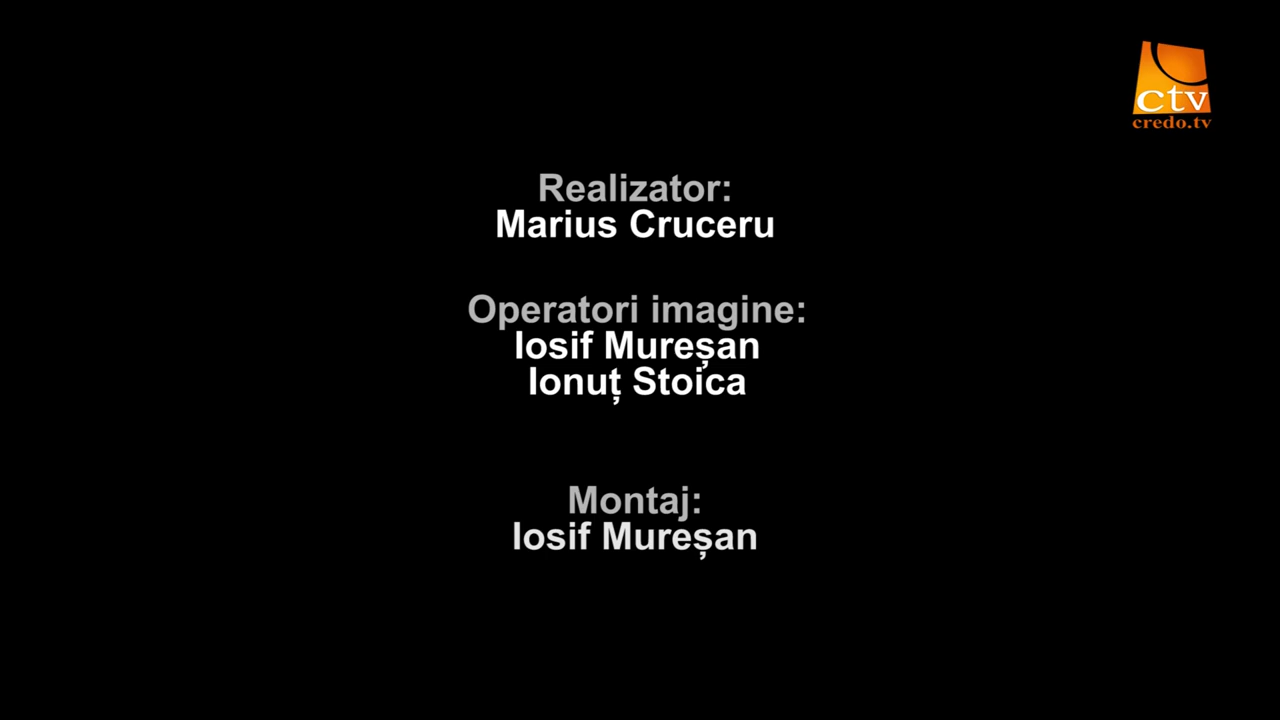 ctv
credo.tv
Realizator:
Marius Cruceru
Operatori imagine:
Iosif Mureșan
Ionuț Stoica
Montaj:
Iosif Mureșan